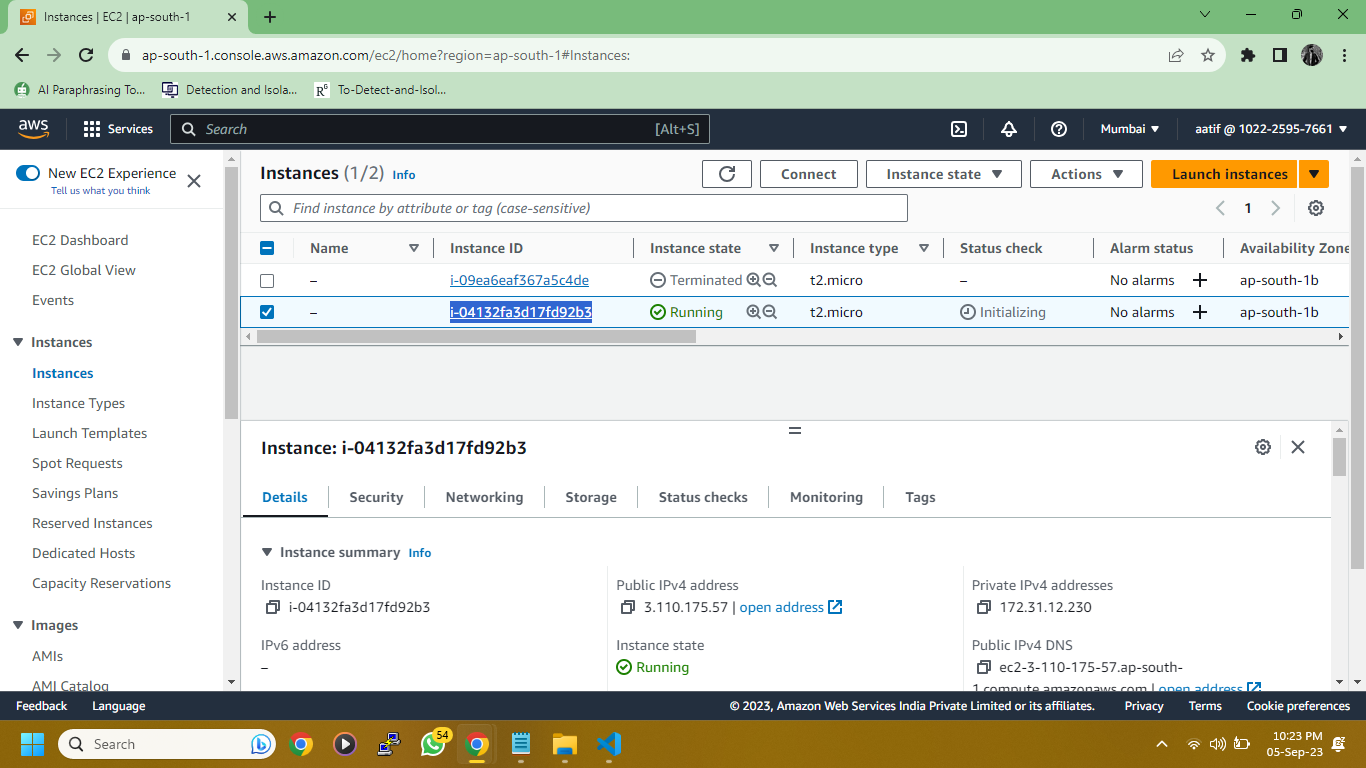 Instances | EC2 | ap-south-1
ap-south-1.console.aws.amazon.com/ec2/home?region=ap-south-1#Instances:
AI Paraphrasing To...
Detection and Isola...
R⁶ To-Detect-and-Isol...
aws
Services
Search [Alt+S]
Mumbai
aatif @ 1022-2595-7661
New EC2 Experience
Tell us what you think
EC2 Dashboard
EC2 Global View
Events
Instances
Instances
Instance Types
Launch Templates
Spot Requests
Savings Plans
Reserved Instances
Dedicated Hosts
Capacity Reservations
Images
AMIs
AMI Catalog
Instances (1/2) Info
Connect
Instance state
Actions
Launch instances
Find instance by attribute or tag (case-sensitive)
1
Name Instance ID Instance state Instance type Status check Alarm status Availability Zone
– i-09ea6eaf367a5c4de Terminated t2.micro – No alarms + ap-south-1b
– i-04132fa3d17fd92b3 Running t2.micro Initializing No alarms + ap-south-1b
Instance: i-04132fa3d17fd92b3
Details Security Networking Storage Status checks Monitoring Tags
Instance summary Info
Instance ID
i-04132fa3d17fd92b3
Public IPv4 address
3.110.175.57 | open address
Private IPv4 addresses
172.31.12.230
IPv6 address
–
Instance state
Running
Public IPv4 DNS
ec2-3-110-175-57.ap-south-
1.compute.amazonaws.com | open address
Feedback Language
© 2023, Amazon Web Services India Private Limited or its affiliates. Privacy Terms Cookie preferences
Search
54
10:23 PM
05-Sep-23